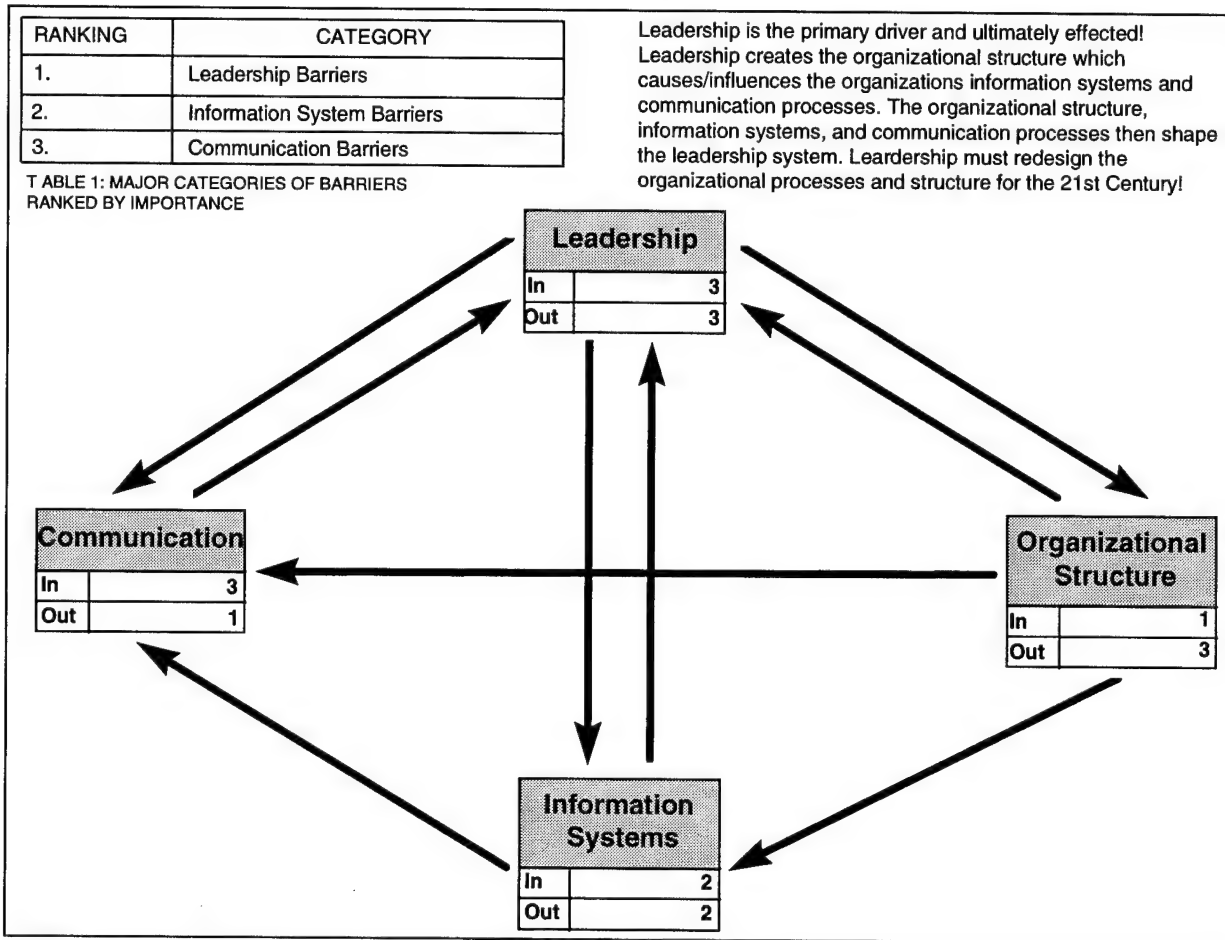 RANKING CATEGORY
1. Leadership Barriers
2. Information System Barriers
3. Communication Barriers
T ABLE 1: MAJOR CATEGORIES OF BARRIERS
RANKED BY IMPORTANCE
Leadership is the primary driver and ultimately effected!
Leadership creates the organizational structure which
causes/influences the organizations information systems and
communication processes. The organizational structure,
information systems, and communication processes then shape
the leadership system. Leardership must redesign the
organizational processes and structure for the 21st Century!
Leadership
In 3
Out 3
Communication
In 3
Out 1
Organizational
Structure
In 1
Out 3
Information
Systems
In 2
Out 2